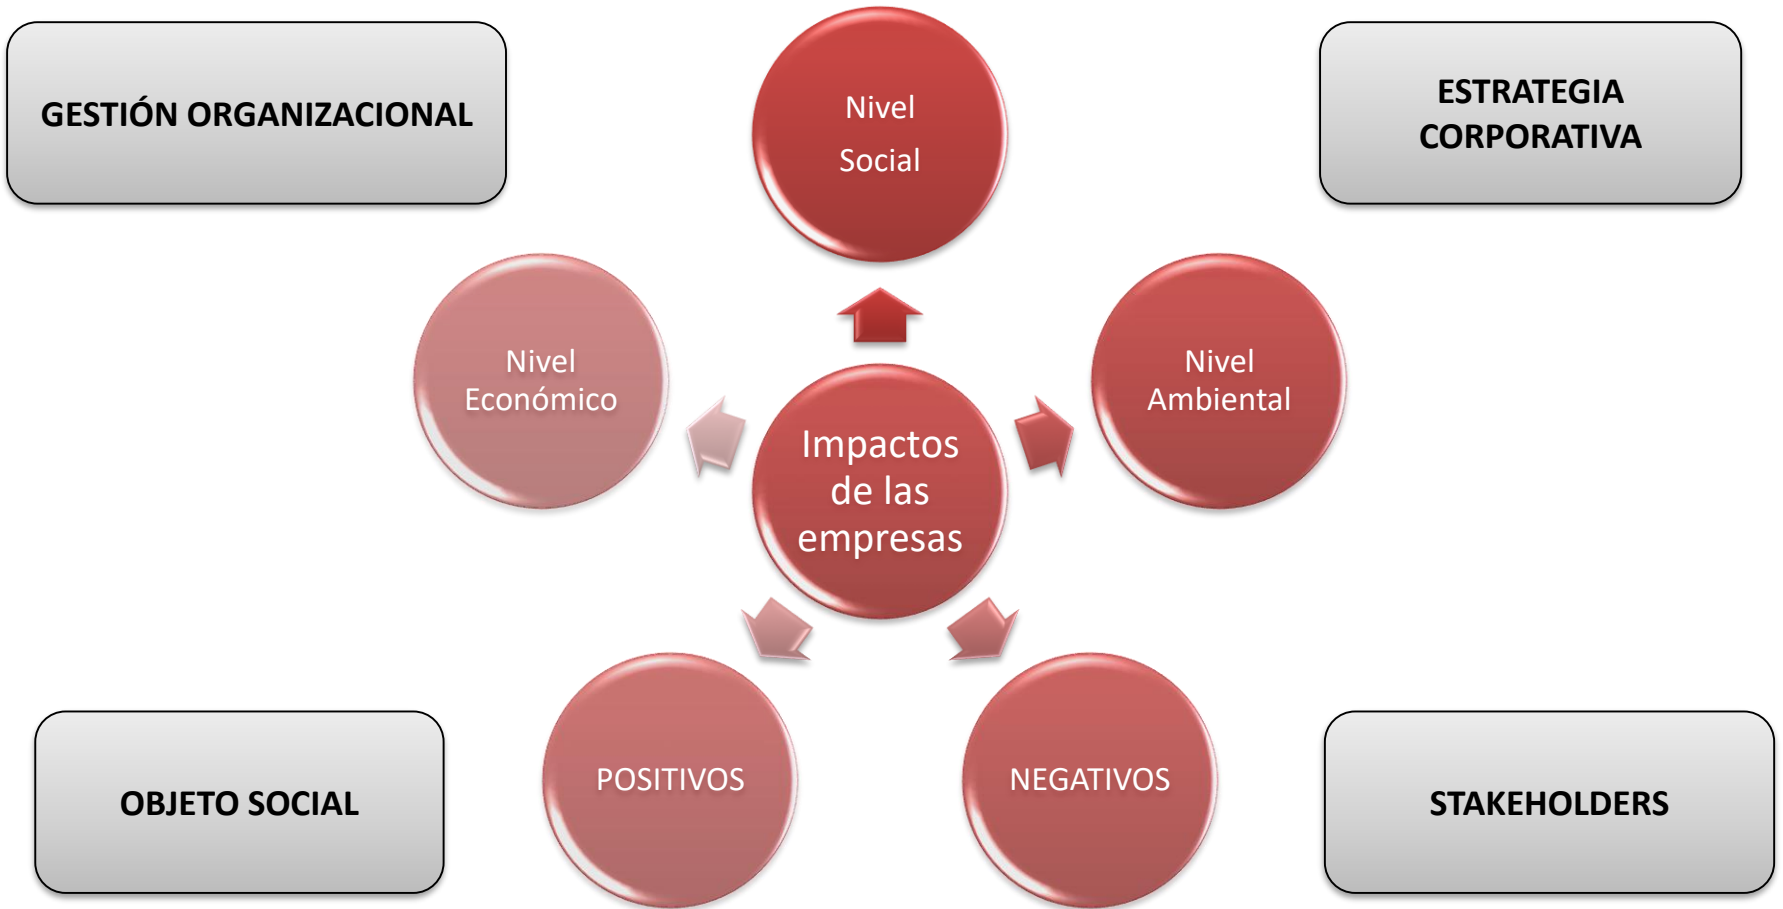 GESTIÓN ORGANIZACIONAL
Nivel
Social
ESTRATEGIA
CORPORATIVA
Nivel
Económico
Nivel
Ambiental
Impactos
de las
empresas
POSITIVOS
NEGATIVOS
OBJETO SOCIAL
STAKEHOLDERS